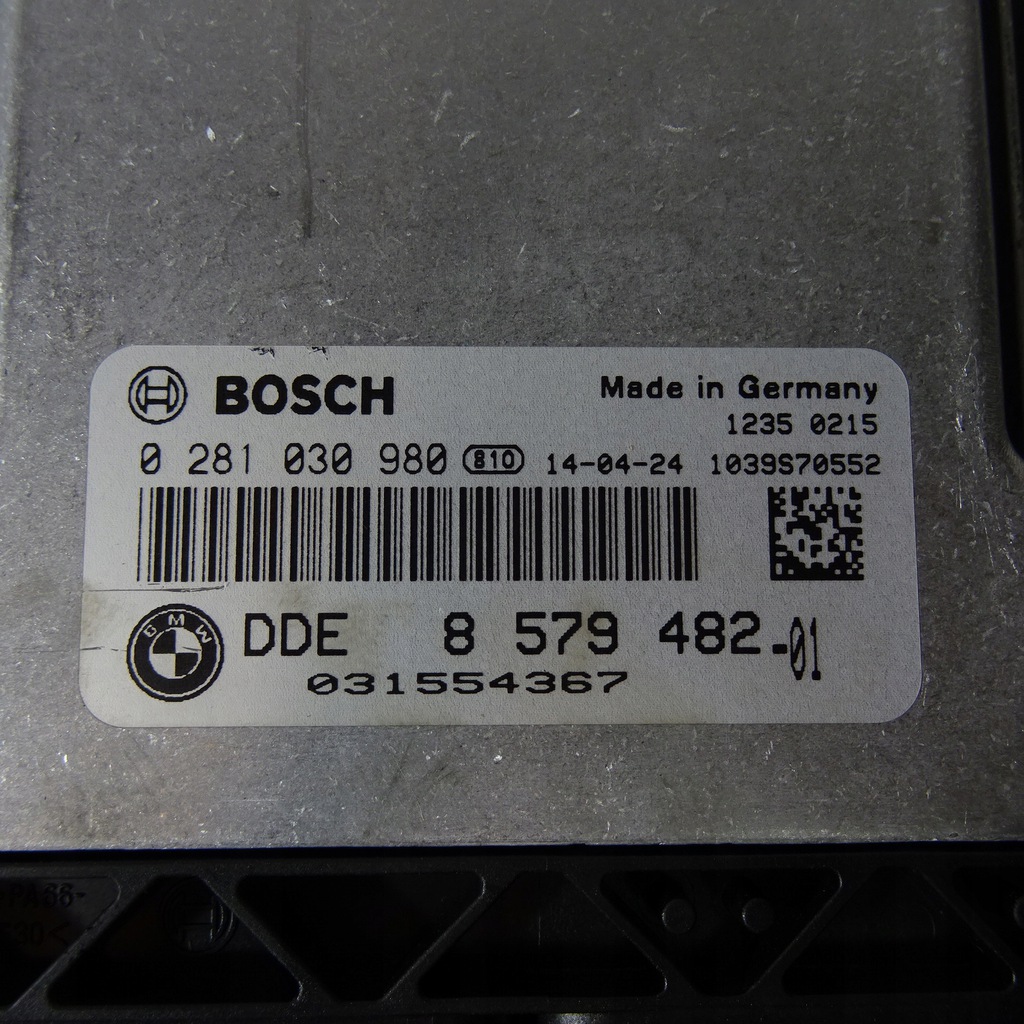 BOSCH
Made in Germany
1235 0215
0 281 030 980 810 14-04-24 1039S70552
BMW
DDE 8 579 482-01
031554367
PA66-